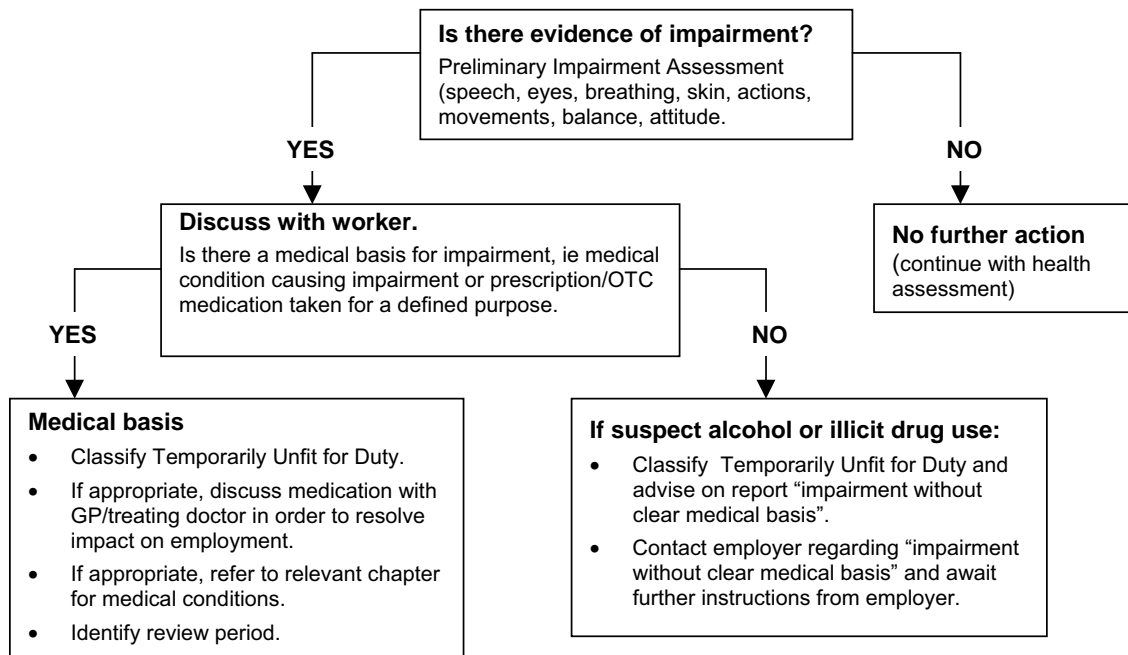 Is there evidence of impairment?
Preliminary Impairment Assessment
(speech, eyes, breathing, skin, actions,
movements, balance, attitude.
YES
NO
Discuss with worker.
Is there a medical basis for impairment, ie medical
condition causing impairment or prescription/OTC
medication taken for a defined purpose.
No further action
(continue with health
assessment)
YES
NO
Medical basis
• Classify Temporarily Unfit for Duty.
• If appropriate, discuss medication with
GP/treating doctor in order to resolve
impact on employment.
• If appropriate, refer to relevant chapter
for medical conditions.
• Identify review period.
If suspect alcohol or illicit drug use:
• Classify Temporarily Unfit for Duty and
advise on report “impairment without
clear medical basis”.
• Contact employer regarding “impairment
without clear medical basis” and await
further instructions from employer.